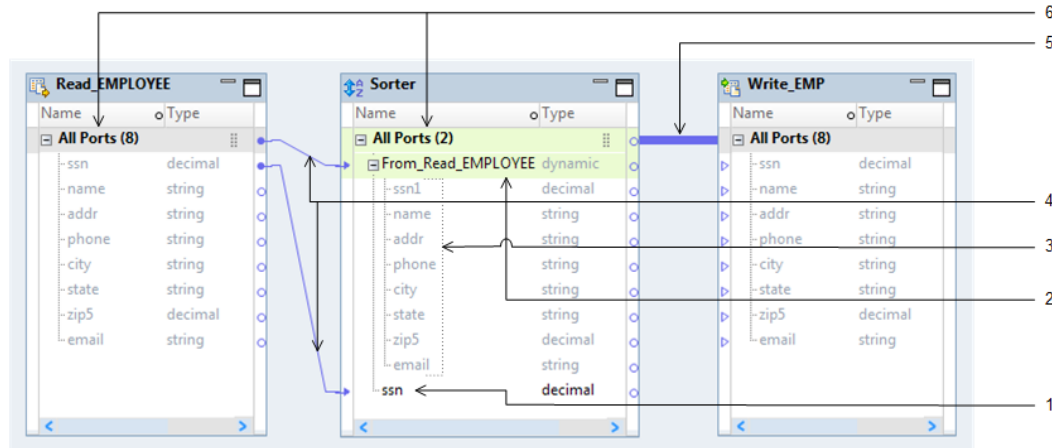 6
5
Read_EMPLOYEE
Name Type
All Ports (8)
ssn decimal
name string
addr string
phone string
city string
state string
zip5 decimal
email string
Sorter
Name Type
All Ports (2)
From_Read_EMPLOYEE dynamic
ssn1 decimal
name string
addr string
phone string
city string
state string
zip5 decimal
email string
ssn decimal
Write_EMP
Name Type
All Ports (8)
ssn decimal
name string
addr string
phone string
city string
state string
zip5 decimal
email string
4
3
2
1